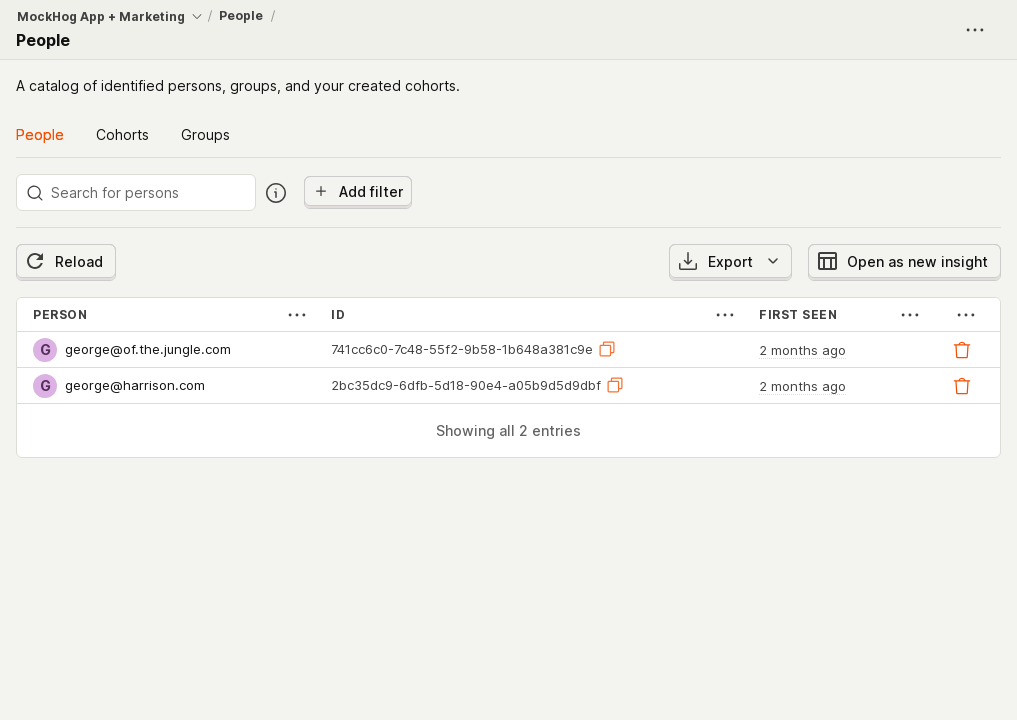 MockHog App + Marketing / People /
People
A catalog of identified persons, groups, and your created cohorts.
People Cohorts Groups
Search for persons Add filter
Reload Export Open as new insight
PERSON ID FIRST SEEN
G george@of.the.jungle.com 741cc6c0-7c48-55f2-9b58-1b648a381c9e 2 months ago
G george@harrison.com 2bc35dc9-6dfb-5d18-90e4-a05b9d5d9dbf 2 months ago
Showing all 2 entries